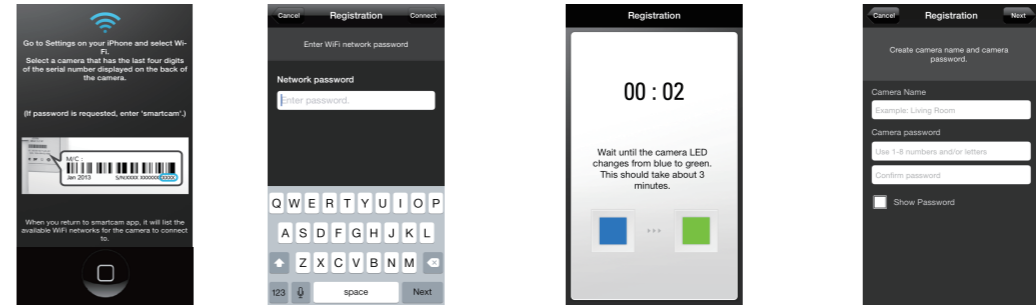 Go to Settings on your iPhone and select Wi-
Fi.
Select a camera that has the last four digits
of the serial number displayed on the back of
the camera.
(If password is requested, enter 'smartcam'.)
M/C :
Jan 2013 S/N:XXXX XXXXXXXXXXX
When you return to smartcam app, it will list the
available WiFi networks for the camera to connect
to.
Cancel Registration Connect
Enter WiFi network password
Network password
Enter password.
Q W E R T Y U I O P
A S D F G H J K L
Z X C V B N M
123 space Next
Registration
00 : 02
Wait until the camera LED
changes from blue to green.
This should take about 3
minutes.
Cancel Registration Next
Create camera name and camera
password.
Camera Name
Example: Living Room
Camera password
Use 1-8 numbers and/or letters
Confirm password
Show Password